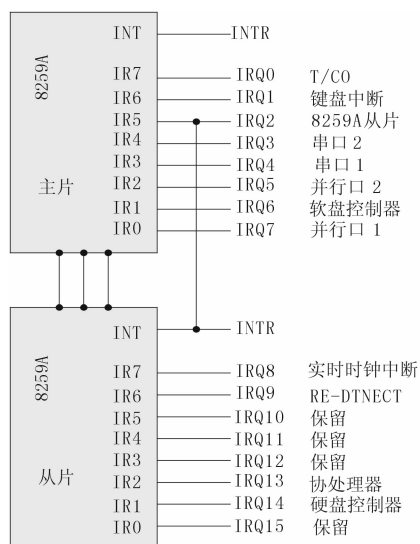 8259A
主片
INT INTR
IR7 IRQ0 T/CO
IR6 IRQ1 键盘中断
IR5 IRQ2 8259A从片
IR4 IRQ3 串口 2
IR3 IRQ4 串口 1
IR2 IRQ5 并行口 2
IR1 IRQ6 软盘控制器
IR0 IRQ7 并行口 1
8259A
从片
INT INTR
IR7 IRQ8 实时时钟中断
IR6 IRQ9 RE-DTNECT
IR5 IRQ10 保留
IR4 IRQ11 保留
IR3 IRQ12 保留
IR2 IRQ13 协处理器
IR1 IRQ14 硬盘控制器
IR0 IRQ15 保留